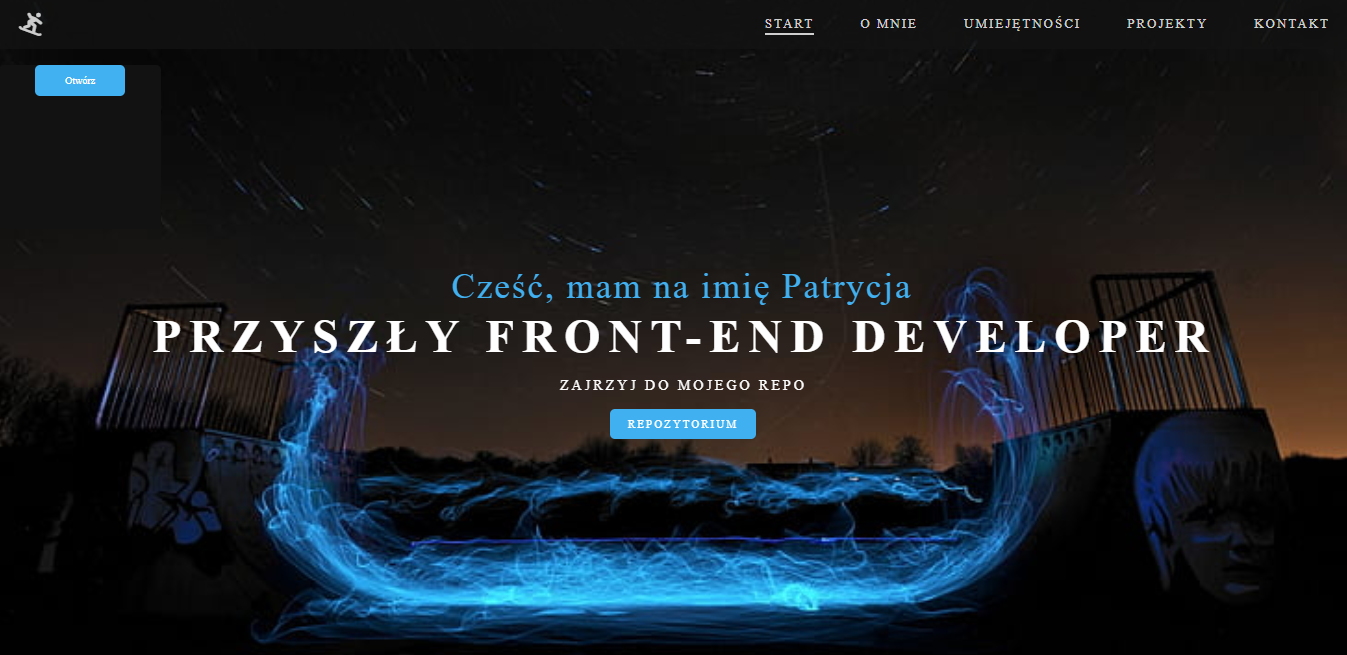 START O MNIE UMIEJĘTNOŚCI PROJEKTY KONTAKT
Otwórz
Cześć, mam na imię Patrycja
PRZYSZŁY FRONT-END DEVELOPER
ZAJRZYJ DO MOJEGO REPO
REPOZYTORIUM